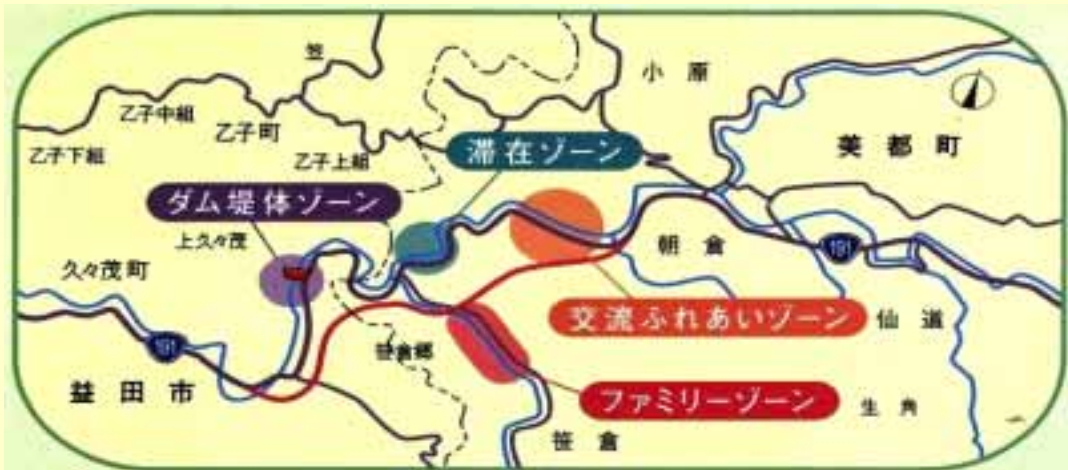 笠
小原
乙子中組
乙子町
乙子下組
乙子上組
滞在ゾーン
美都町
ダム堤体ゾーン
上久々茂
朝倉
191
久々茂町
交流ふれあいゾーン
仙道
191
笹倉郷
益田市
ファミリーゾーン
生角
笹倉